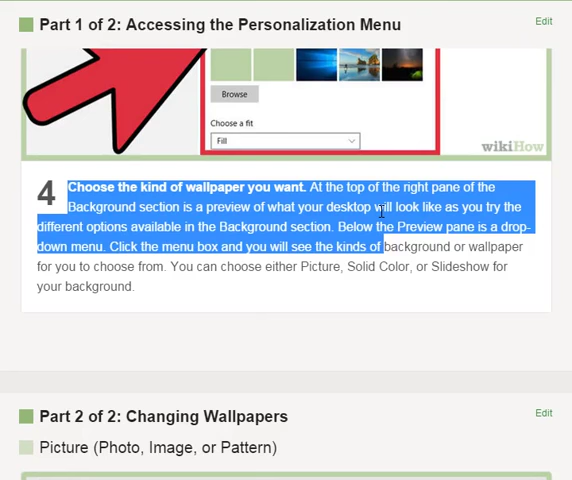 Part 1 of 2: Accessing the Personalization Menu
Edit
Browse
Choose a fit
Fill
wikiHow
4 Choose the kind of wallpaper you want. At the top of the right pane of the
Background section is a preview of what your desktop will look like as you try the
different options available in the Background section. Below the Preview pane is a drop-
down menu. Click the menu box and you will see the kinds of background or wallpaper
for you to choose from. You can choose either Picture, Solid Color, or Slideshow for
your background.
Part 2 of 2: Changing Wallpapers
Edit
Picture (Photo, Image, or Pattern)